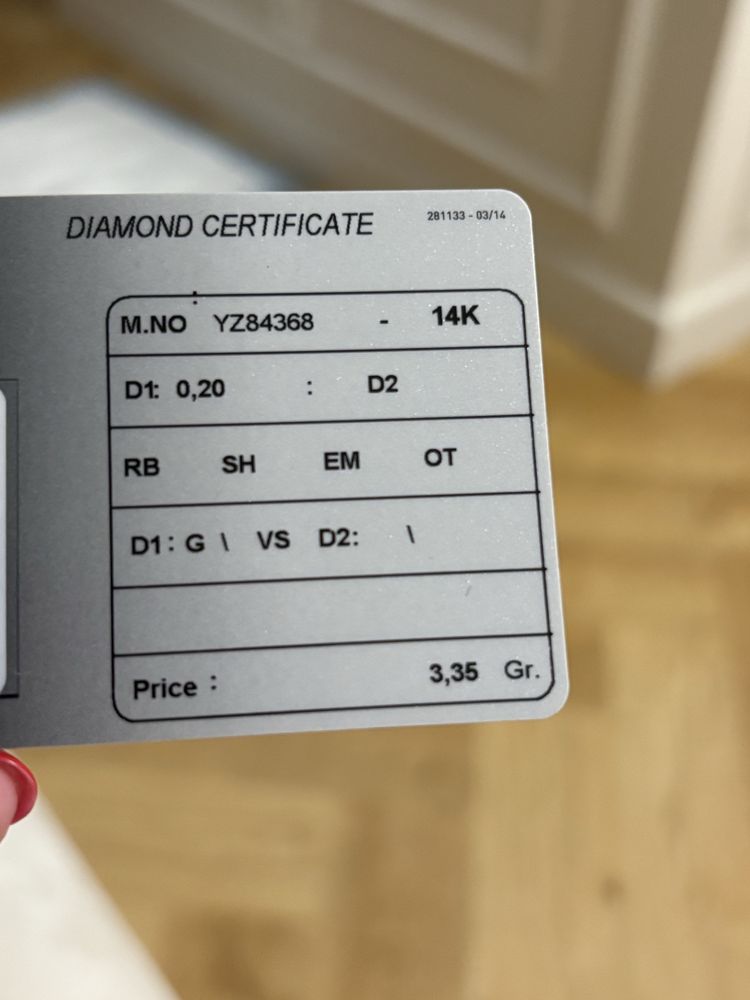 DIAMOND CERTIFICATE 281133 - 03/14
M.NO YZ84368 - 14K
D1: 0,20 : D2
RB SH EM OT
D1: G \ VS D2: \
Price : 3,35 Gr.